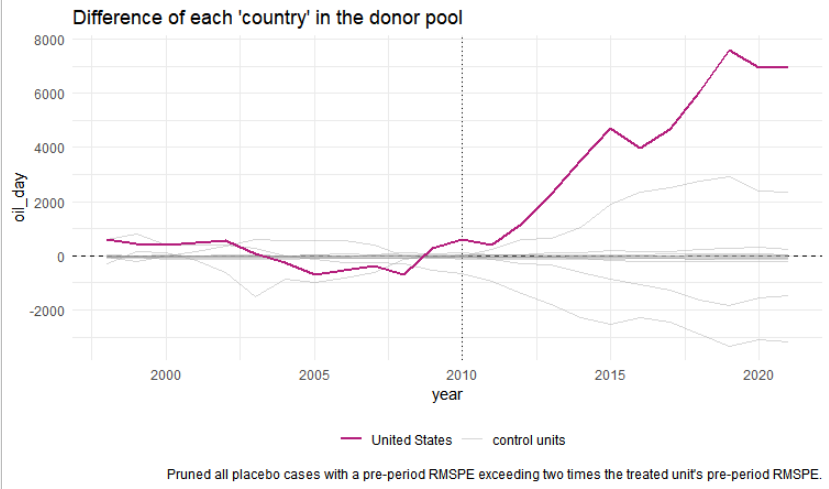 Difference of each 'country' in the donor pool
8000
6000
4000
2000
0
-2000
oil_day
2000
2005
2010
2015
2020
year
United States
control units
Pruned all placebo cases with a pre-period RMSPE exceeding two times the treated unit's pre-period RMSPE.